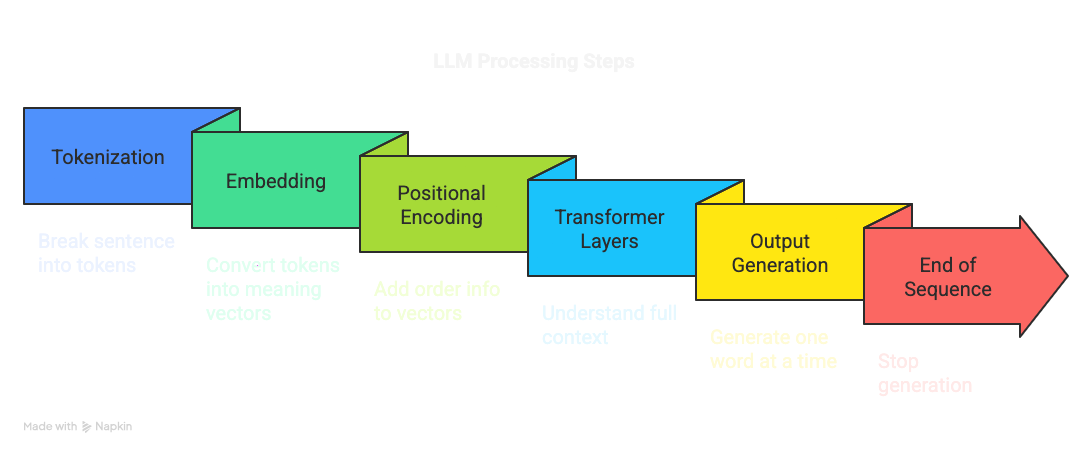 LLM Processing Steps
Tokenization
Break sentence
into tokens
Embedding
Convert tokens
into meaning
vectors
Positional
Encoding
Add order info
to vectors
Transformer
Layers
Understand full
context
Output
Generation
Generate one
word at a time
End of
Sequence
Stop
generation
Made with Napkin